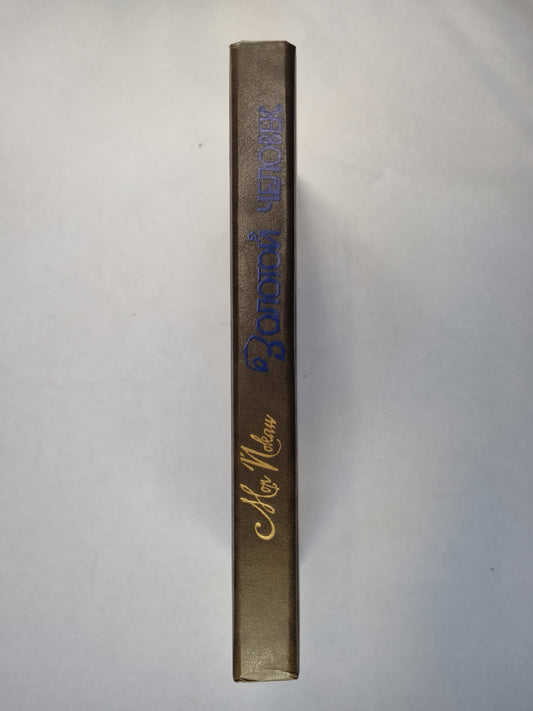 Мор Йокаи
Золотой человек